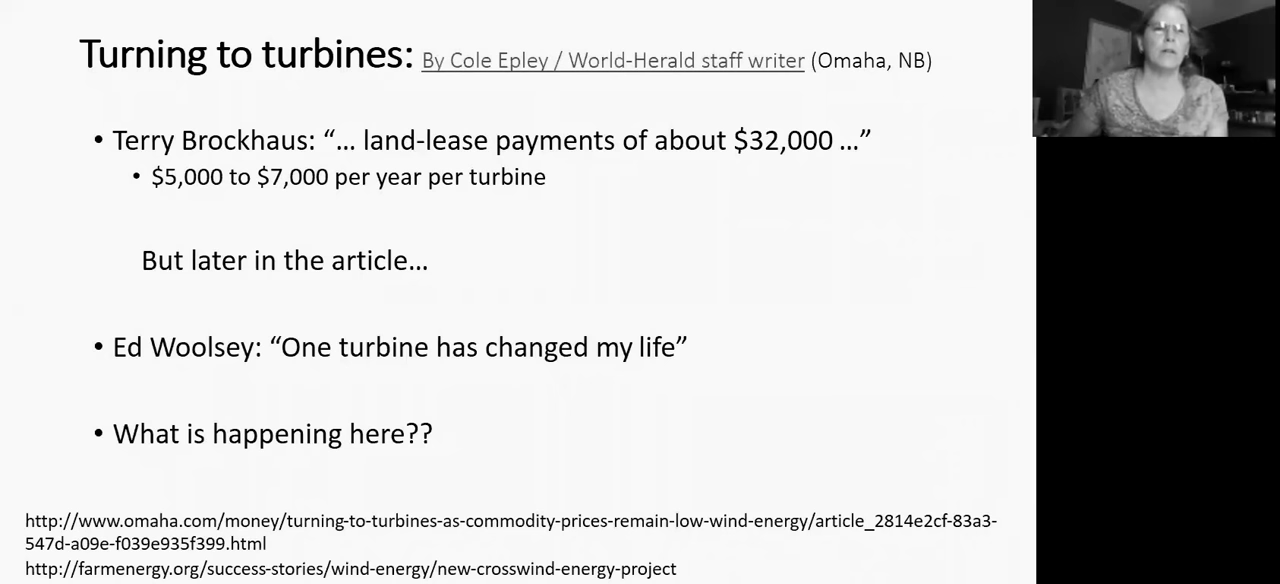 Turning to turbines: By Cole Epley / World-Herald staff writer (Omaha, NB)
• Terry Brockhaus: “… land-lease payments of about $32,000 …”
• $5,000 to $7,000 per year per turbine
But later in the article…
• Ed Woolsey: “One turbine has changed my life”
• What is happening here??
http://www.omaha.com/money/turning-to-turbines-as-commodity-prices-remain-low-wind-energy/article_2814e2cf-83a3-
547d-a09e-f039e935f399.html
http://farmenergy.org/success-stories/wind-energy/new-crosswind-energy-project